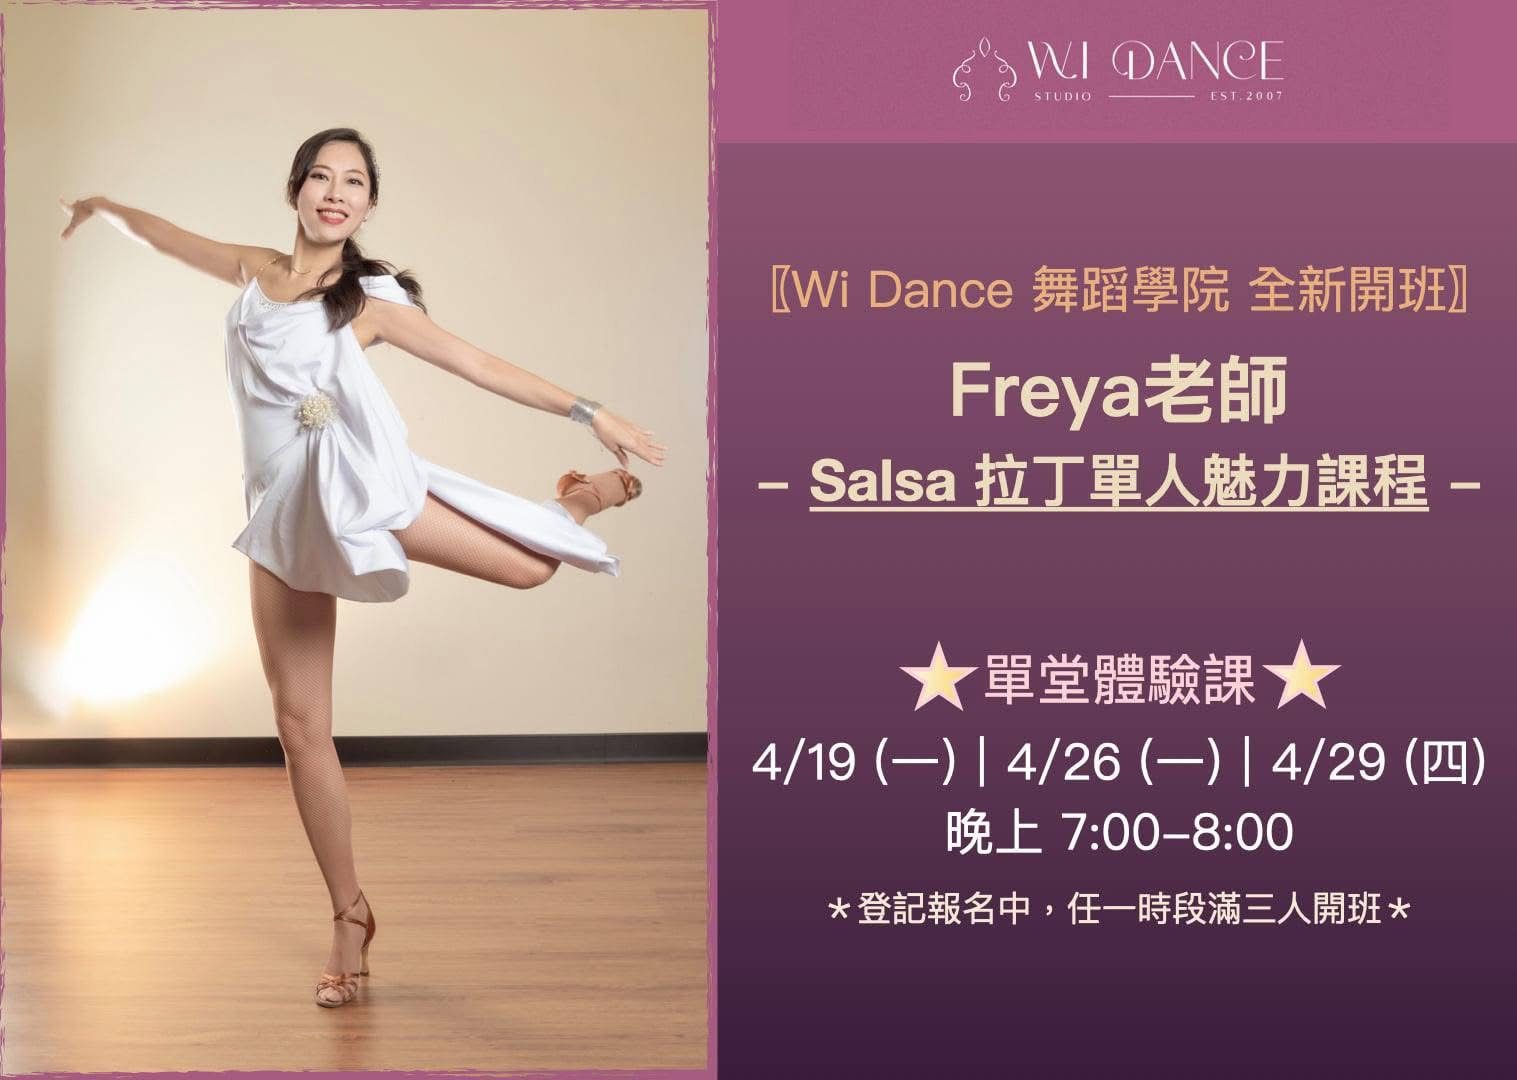 WI DANCE
STUDIO EST.2007
〖Wi Dance 舞蹈學院 全新開班〗
Freya老師
– Salsa 拉丁單人魅力課程 –
單堂體驗課
4/19 (一) | 4/26 (一) | 4/29 (四)
晚上 7:00–8:00
＊登記報名中，任一時段滿三人開班＊